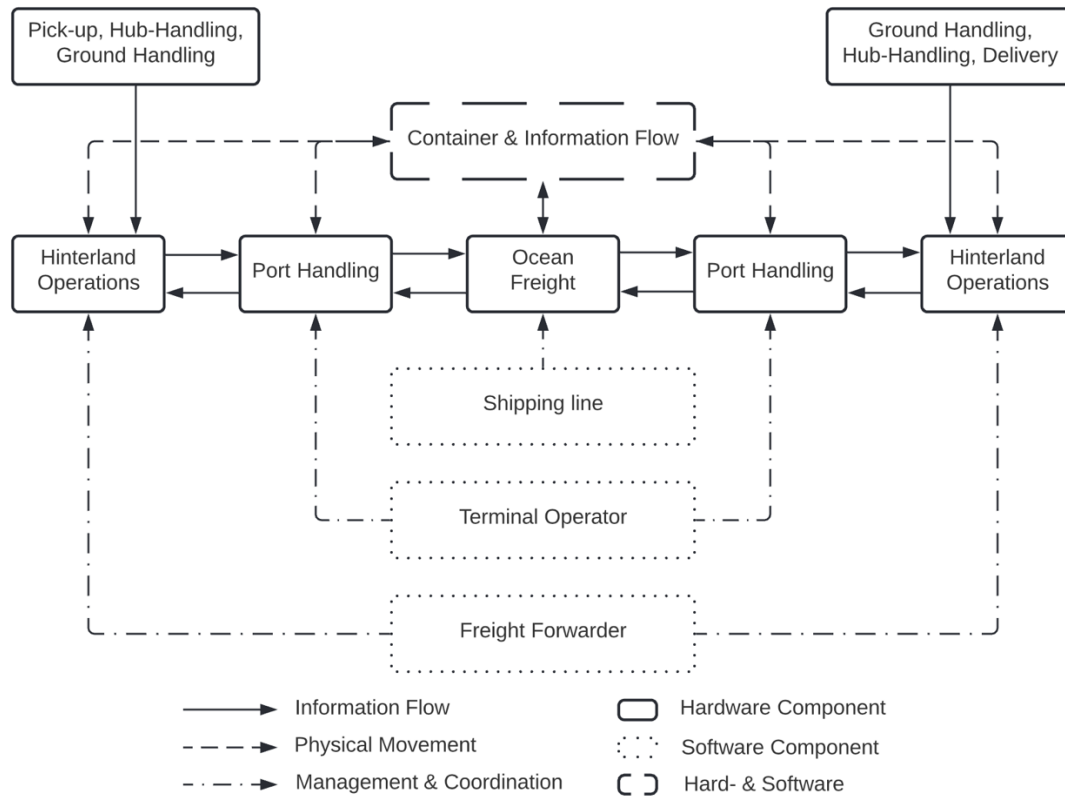 Pick-up, Hub-Handling,
Ground Handling
Ground Handling,
Hub-Handling, Delivery
Container & Information Flow
Hinterland
Operations
Port Handling
Ocean
Freight
Port Handling
Hinterland
Operations
Shipping line
Terminal Operator
Freight Forwarder
Information Flow
Hardware Component
Physical Movement
Software Component
Management & Coordination
Hard- & Software